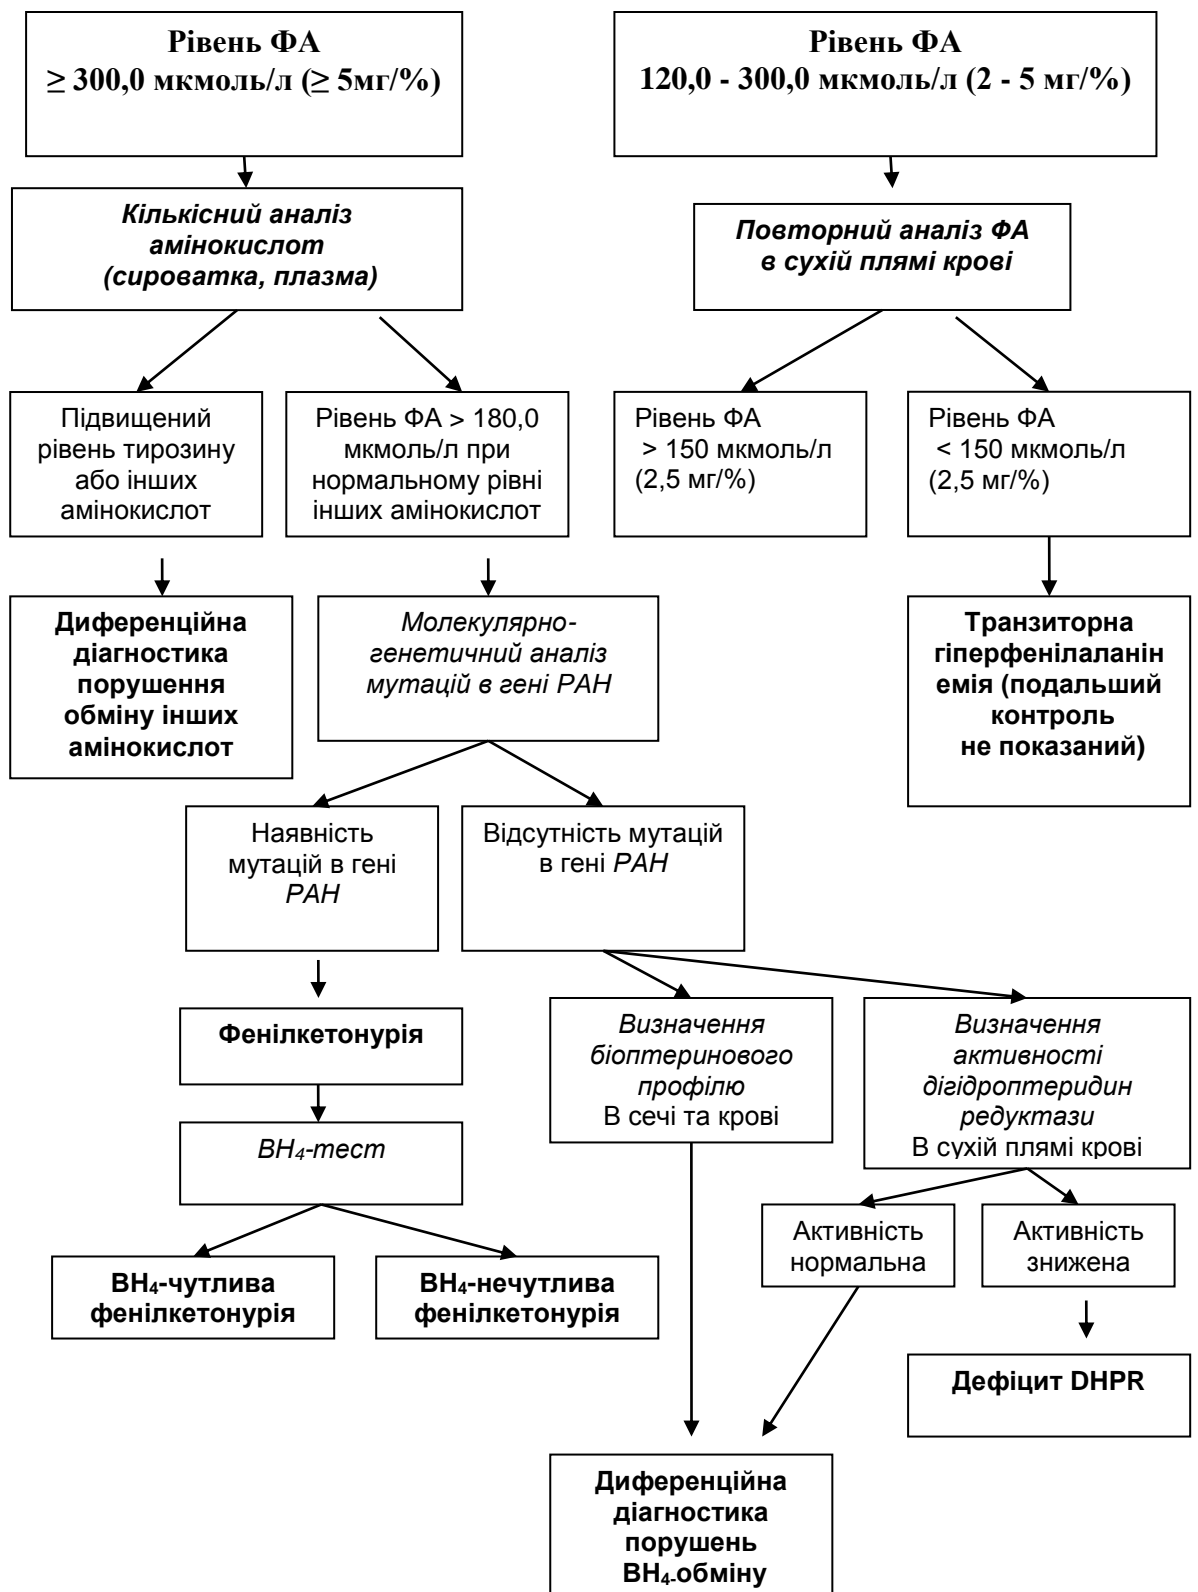 Рівень ФА
≥ 300,0 мкмоль/л (≥ 5мг/%)
Рівень ФА
120,0 - 300,0 мкмоль/л (2 - 5 мг/%)
Кількісний аналіз
амінокислот
(сироватка, плазма)
Повторний аналіз ФА
в сухій плямі крові
Підвищений
рівень тирозину
або інших
амінокислот
Рівень ФА > 180,0
мкмоль/л при
нормальному рівні
інших амінокислот
Рівень ФА
> 150 мкмоль/л
(2,5 мг/%)
Рівень ФА
< 150 мкмоль/л
(2,5 мг/%)
Диференційна
діагностика
порушення
обміну інших
амінокислот
Молекулярно-
генетичний аналіз
мутацій в гені PAH
Транзиторна
гіперфенілаланін
емія (подальший
контроль
не показаний)
Наявність
мутацій в гені
PAH
Відсутність мутацій
в гені PAH
Фенілкетонурія
Визначення
біоптеринового
профілю
В сечі та крові
Визначення
активності
дігідроптеридин
редуктази
В сухій плямі крові
BH₄-тест
Активність
нормальна
Активність
знижена
BH₄-чутлива
фенілкетонурія
BH₄-нечутлива
фенілкетонурія
Дефіцит DHPR
Диференційна
діагностика
порушень
BH₄-обміну